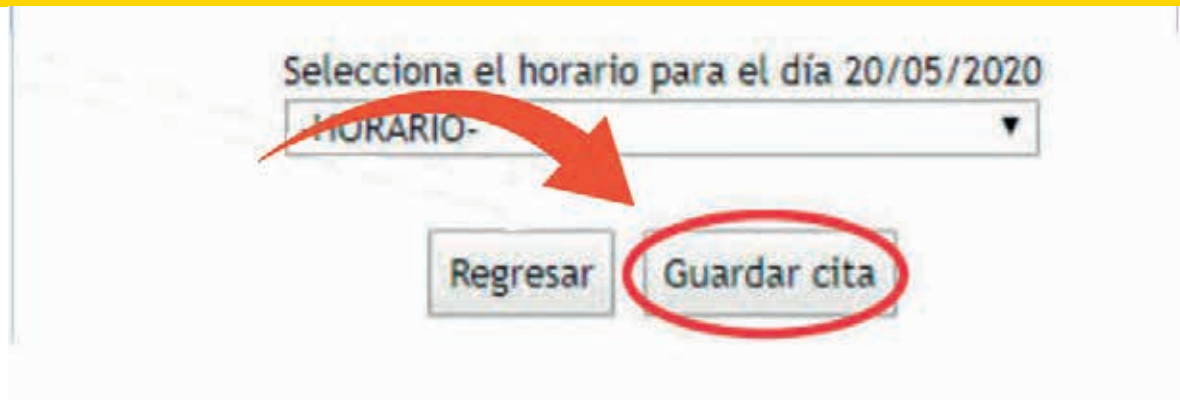 Selecciona el horario para el día 20/05/2020
-HORARIO-
Regresar Guardar cita